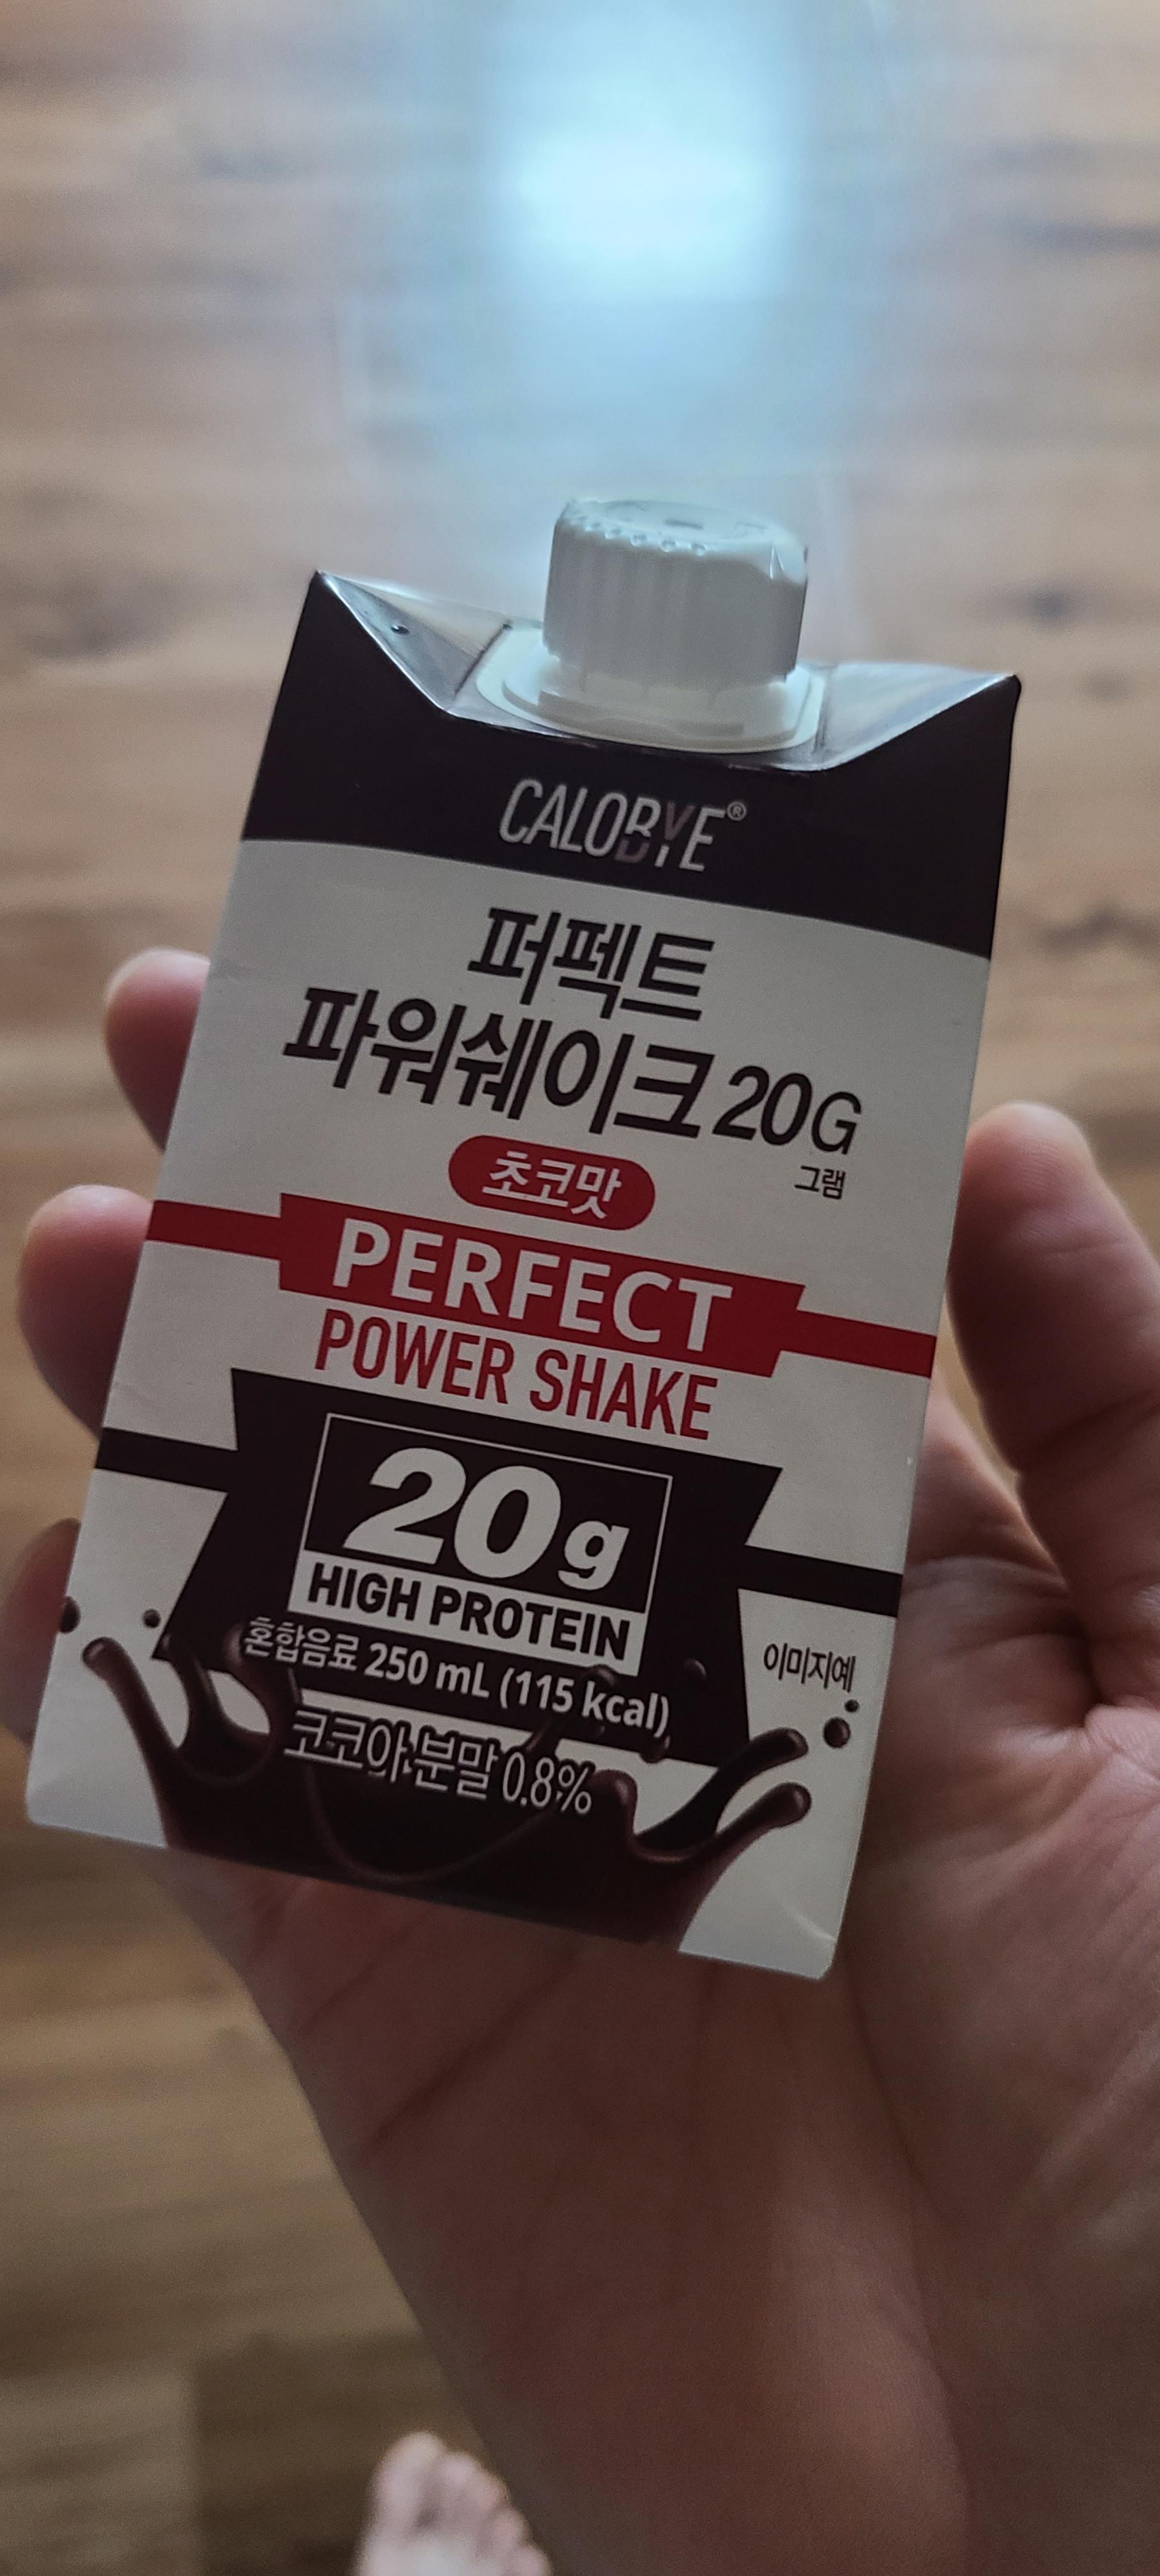 CALOBYE®
퍼펙트
파워쉐이크 20G
그램
초코맛
PERFECT
POWER SHAKE
20g
HIGH PROTEIN
혼합음료 250 mL (115 kcal)
이미지예
코코아분말 0.8%